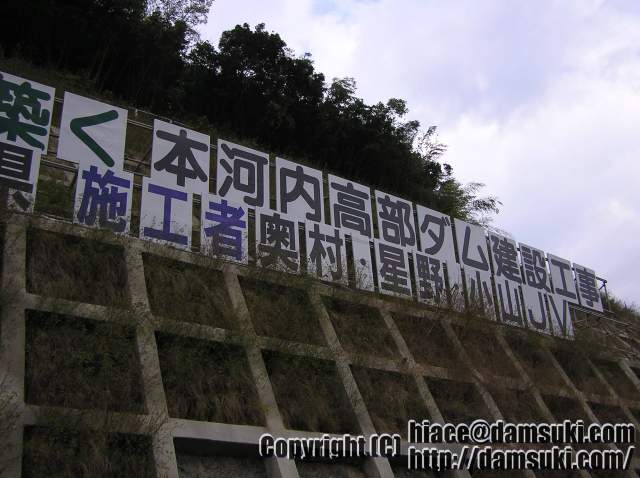 築く 本河内高部ダム建設工事
県 施工者 奥村・星野・小山JV
Copyright (C) hiace@damsuki.com
http://damsuki.com/